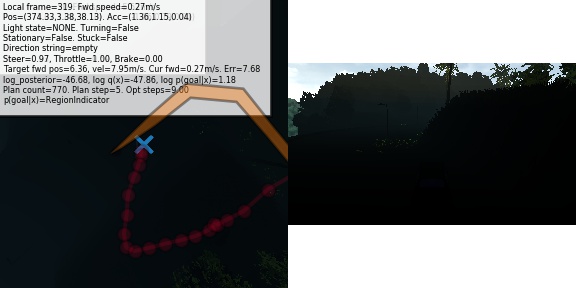 Local frame=319. Fwd speed=0.27m/s
Pos=(374.33,3.38,38.13). Acc=(1.36,1.15,0.04)
Light state=NONE. Turning=False
Stationary=False. Stuck=False
Direction string=empty
Steer=0.97, Throttle=1.00, Brake=0.00
Target fwd pos=6.36, vel=7.95m/s. Cur fwd=0.27m/s. Err=7.68
log_posterior=-46.68, log q(x)=-47.86, log p(goal|x)=1.18
Plan count=770. Plan step=5. Opt steps=9.00
p(goal|x)=RegionIndicator